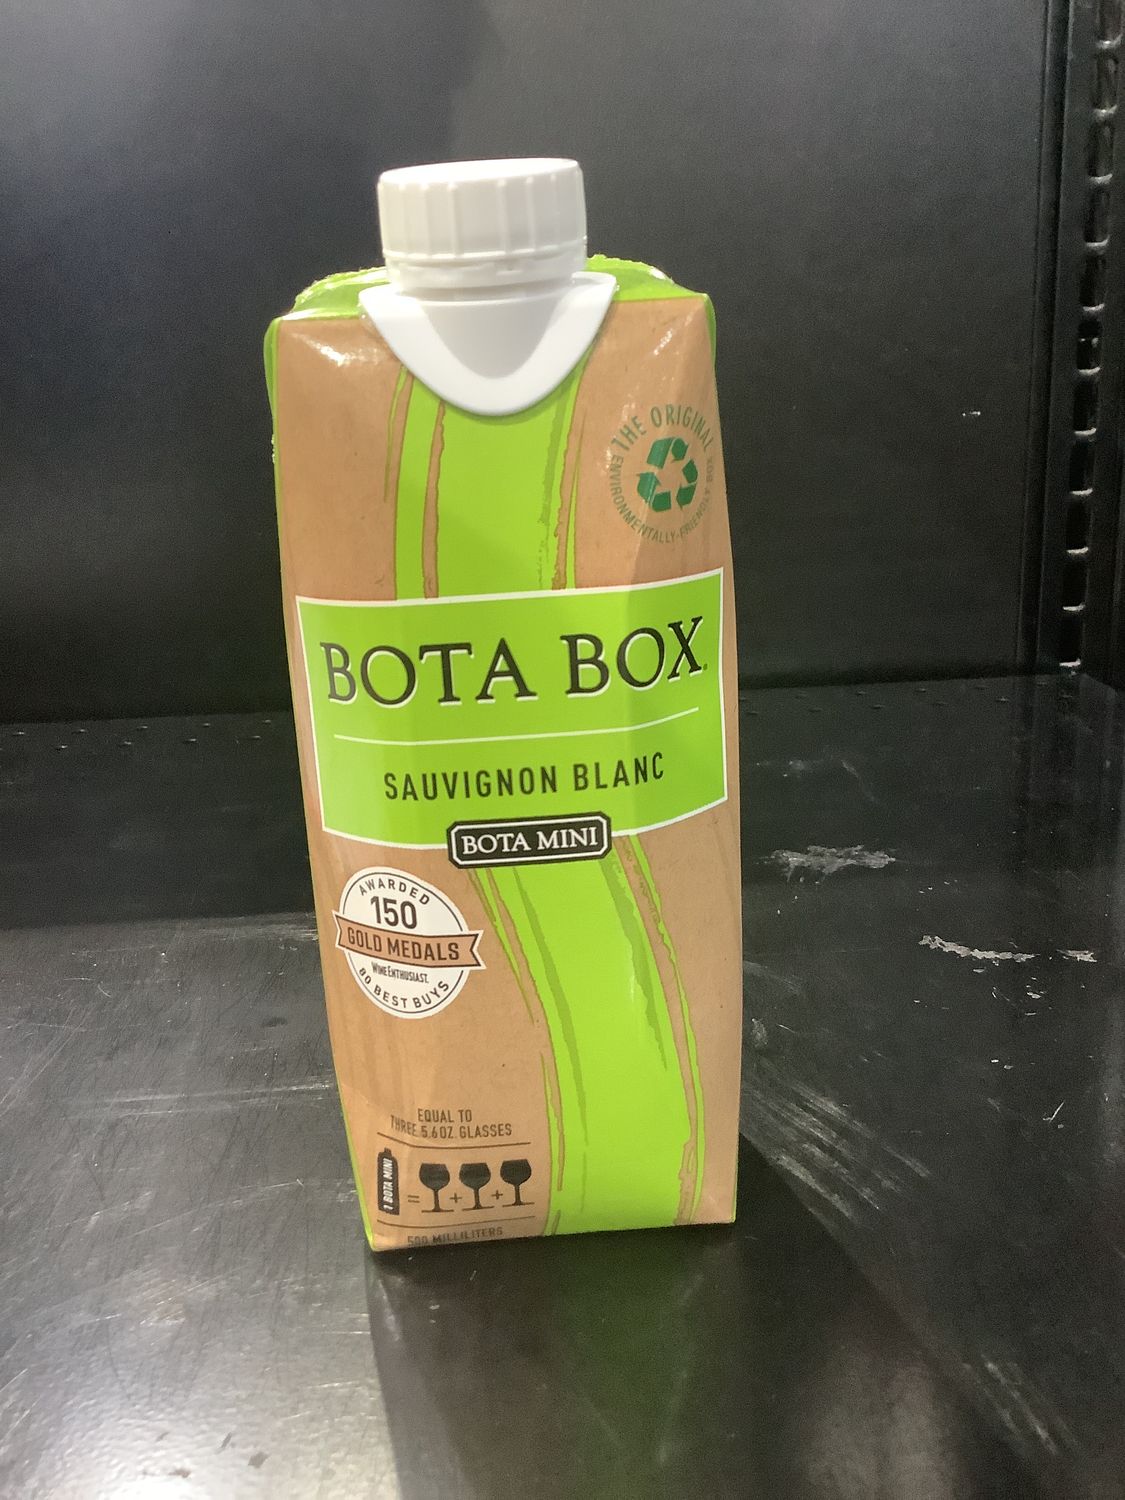 THE ORIGINAL
ENVIRONMENTALLY-FRIENDLY BOX
BOTA BOX
SAUVIGNON BLANC
BOTA MINI
AWARDED
150
GOLD MEDALS
WINE ENTHUSIAST.
80 BEST BUYS
EQUAL TO
THREE 5.6OZ. GLASSES
1 BOTA MINI
= + +
500 MILLILITERS